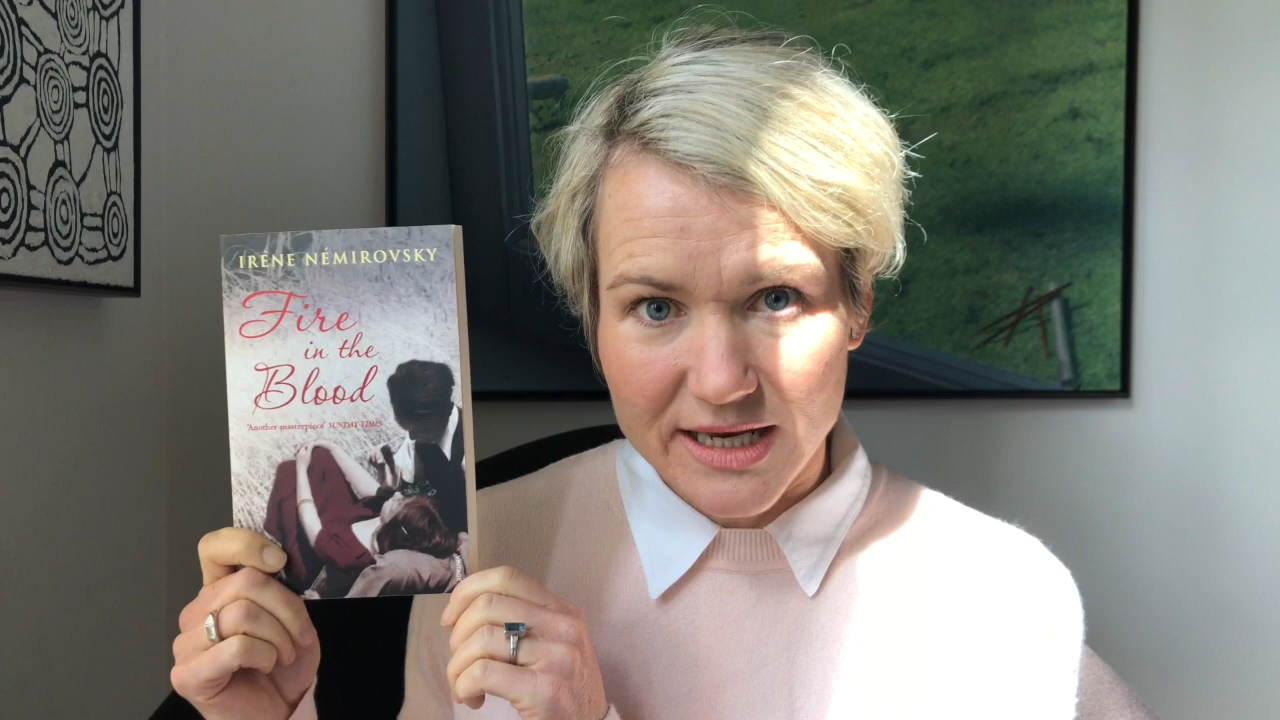 IRÈNE NÉMIROVSKY
Fire
in the
Blood
'Another masterpiece' SUNDAY TIMES